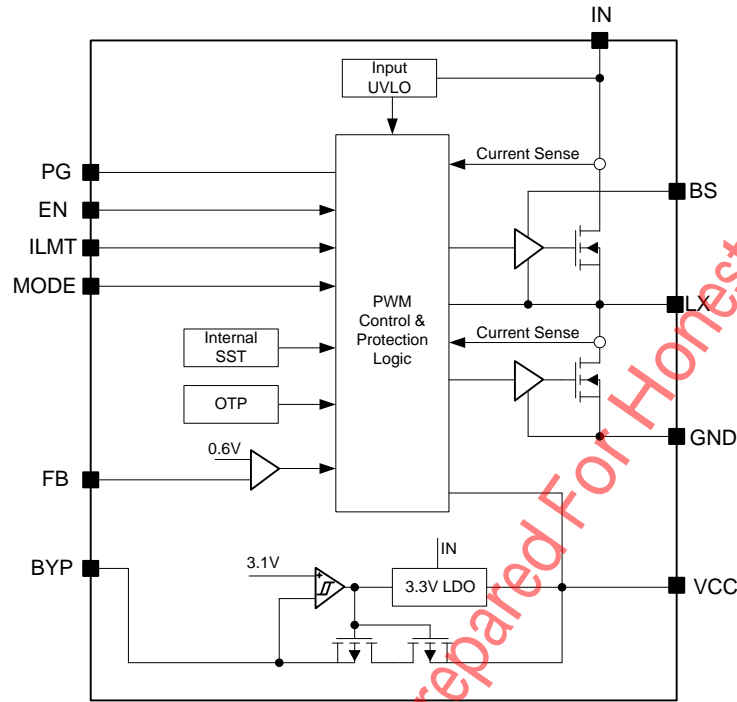 IN
Input
UVLO
Current Sense
PG
BS
EN
ILMT
MODE
PWM
Control &
Protection
Logic
LX
Internal
SST
Current Sense
OTP
GND
0.6V
FB
IN
BYP
3.1V
+
-
3.3V LDO
VCC
Prepared For Honest